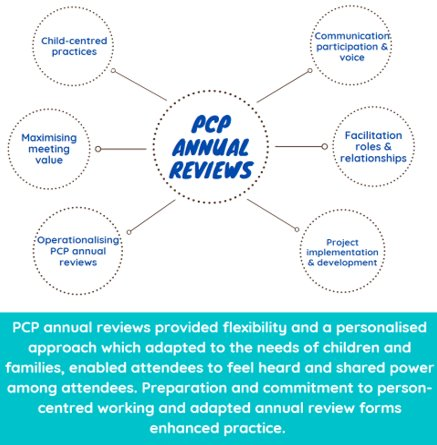 Child-centred
practices
Communication
participation &
voice
PCP
ANNUAL
REVIEWS
Maximising
meeting
value
Facilitation
roles &
relationships
Operationalising
PCP annual
reviews
Project
implementation
& development
PCP annual reviews provided flexibility and a personalised
approach which adapted to the needs of children and
families, enabled attendees to feel heard and shared power
among attendees. Preparation and commitment to person-
centred working and adapted annual review forms
enhanced practice.